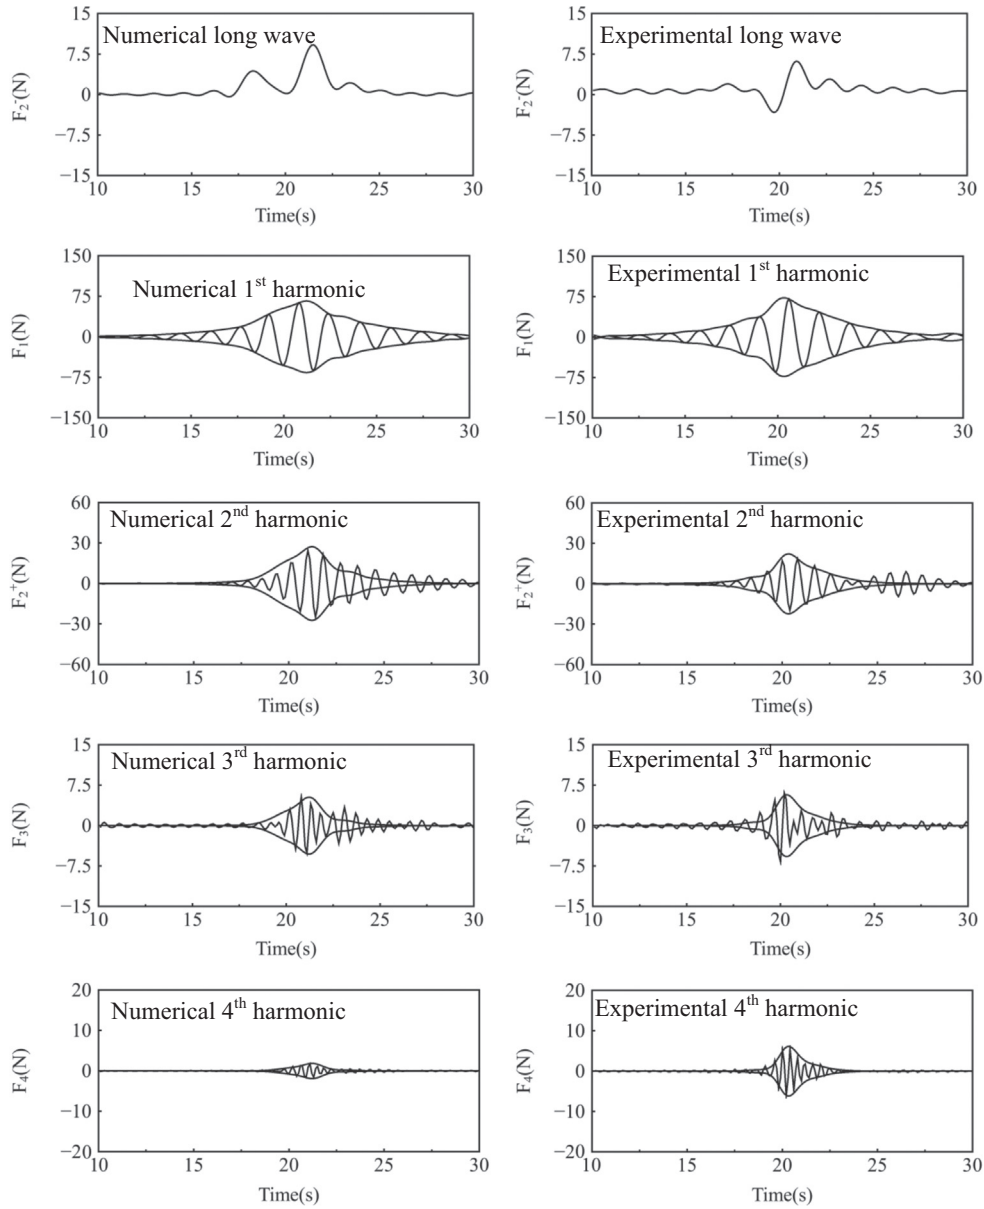 Numerical long wave
15
7.5
0
−7.5
−15
F₂⁻(N)
10 15 20 25 30
Time(s)
Experimental long wave
15
7.5
0
−7.5
−15
F₂⁻(N)
10 15 20 25 30
Time(s)
Numerical 1st harmonic
150
75
0
−75
−150
F₁(N)
10 15 20 25 30
Time(s)
Experimental 1st harmonic
150
75
0
−75
−150
F₁(N)
10 15 20 25 30
Time(s)
Numerical 2nd harmonic
60
30
0
−30
−60
F₂⁺(N)
10 15 20 25 30
Time(s)
Experimental 2nd harmonic
60
30
0
−30
−60
F₂⁺(N)
10 15 20 25 30
Time(s)
Numerical 3rd harmonic
15
7.5
0
−7.5
−15
F₃(N)
10 15 20 25 30
Time(s)
Experimental 3rd harmonic
15
7.5
0
−7.5
−15
F₃(N)
10 15 20 25 30
Time(s)
Numerical 4th harmonic
20
10
0
−10
−20
F₄(N)
10 15 20 25 30
Time(s)
Experimental 4th harmonic
20
10
0
−10
−20
F₄(N)
10 15 20 25 30
Time(s)